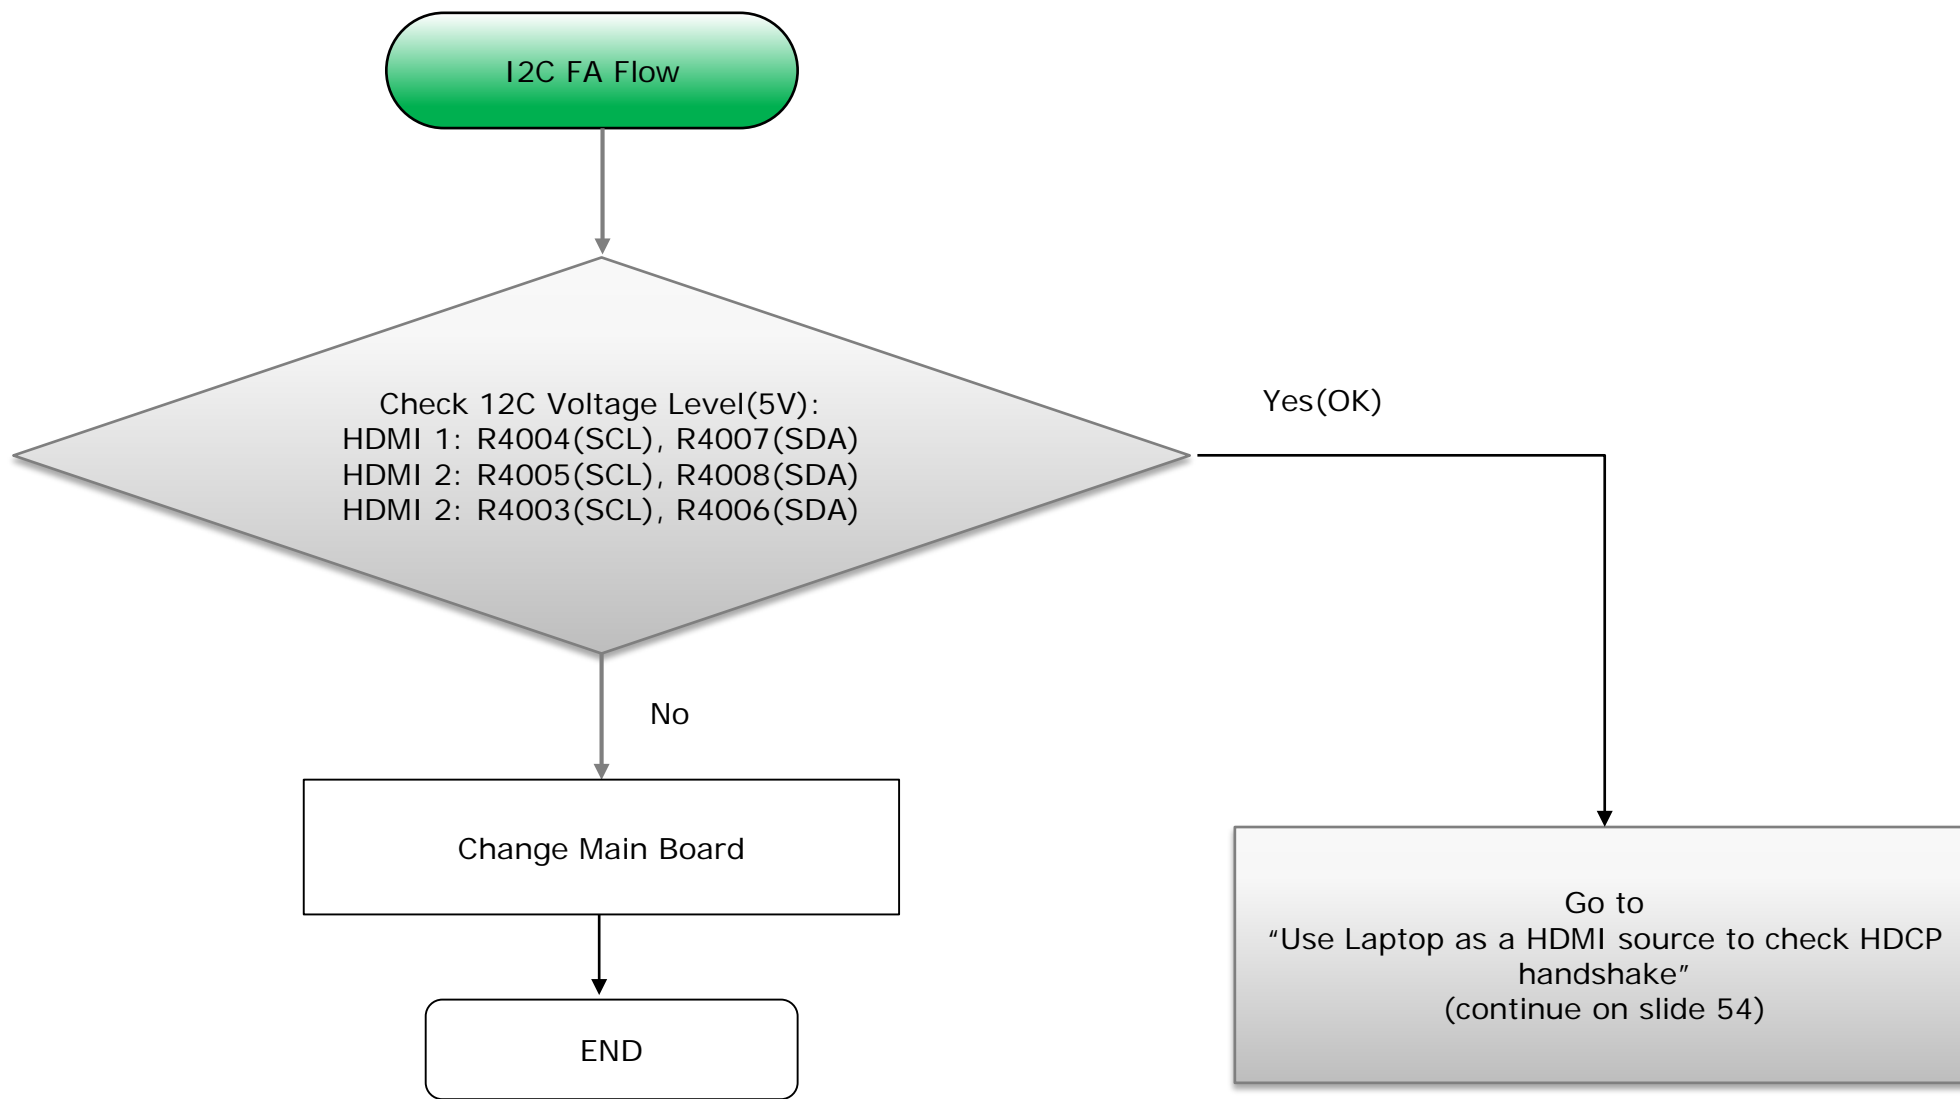 I2C FA Flow
Check 12C Voltage Level(5V):
HDMI 1: R4004(SCL), R4007(SDA)
HDMI 2: R4005(SCL), R4008(SDA)
HDMI 2: R4003(SCL), R4006(SDA)
Yes(OK)
No
Change Main Board
END
Go to
“Use Laptop as a HDMI source to check HDCP
handshake”
(continue on slide 54)